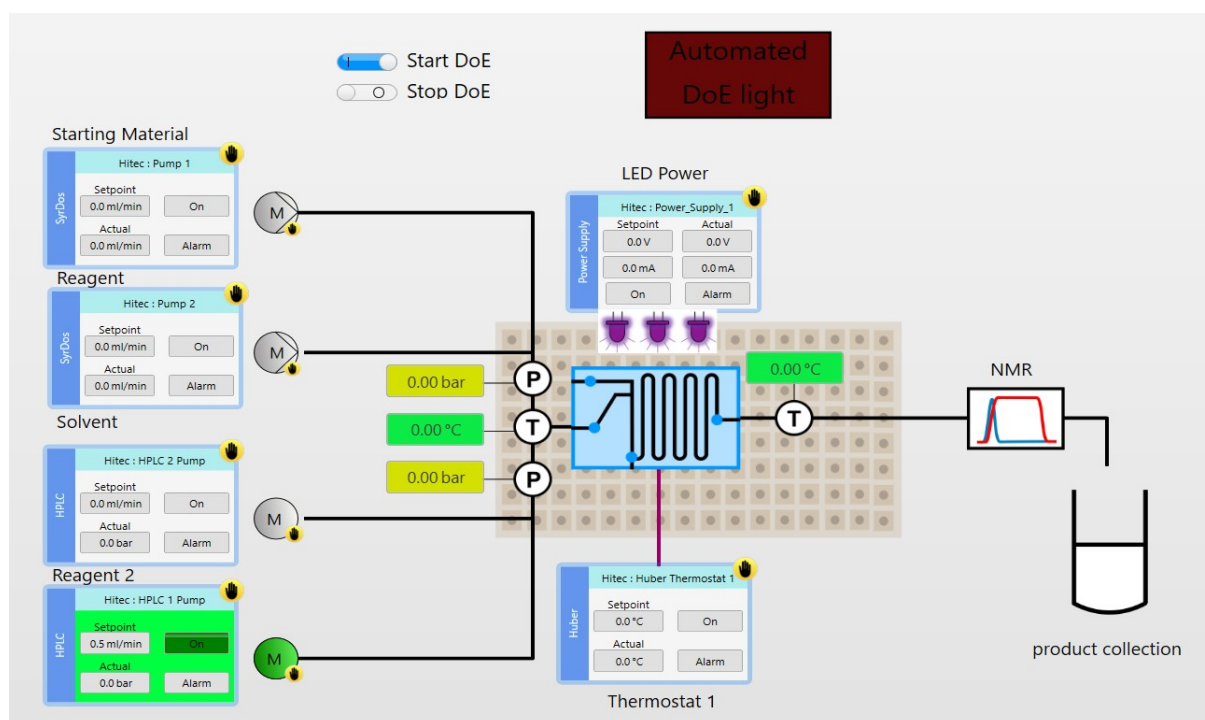 Start DoE
Stop DoE
Automated
DoE light
Starting Material
SyrDos
Hitec : Pump 1
Setpoint
0.0 ml/min
On
Actual
0.0 ml/min
Alarm
M
Reagent
SyrDos
Hitec : Pump 2
Setpoint
0.0 ml/min
On
Actual
0.0 ml/min
Alarm
M
Solvent
HPLC
Hitec : HPLC 2 Pump
Setpoint
0.0 ml/min
On
Actual
0.0 bar
Alarm
M
Reagent 2
HPLC
Hitec : HPLC 1 Pump
Setpoint
0.5 ml/min
On
Actual
0.0 bar
Alarm
M
LED Power
Power Supply
Hitec : Power_Supply_1
Setpoint Actual
0.0 V 0.0 V
0.0 mA 0.0 mA
On Alarm
0.00 bar P
0.00 °C T
0.00 bar P
0.00 °C
T
Huber
Hitec : Huber Thermostat 1
Setpoint
0.0 °C
On
Actual
0.0 °C
Alarm
Thermostat 1
NMR
product collection